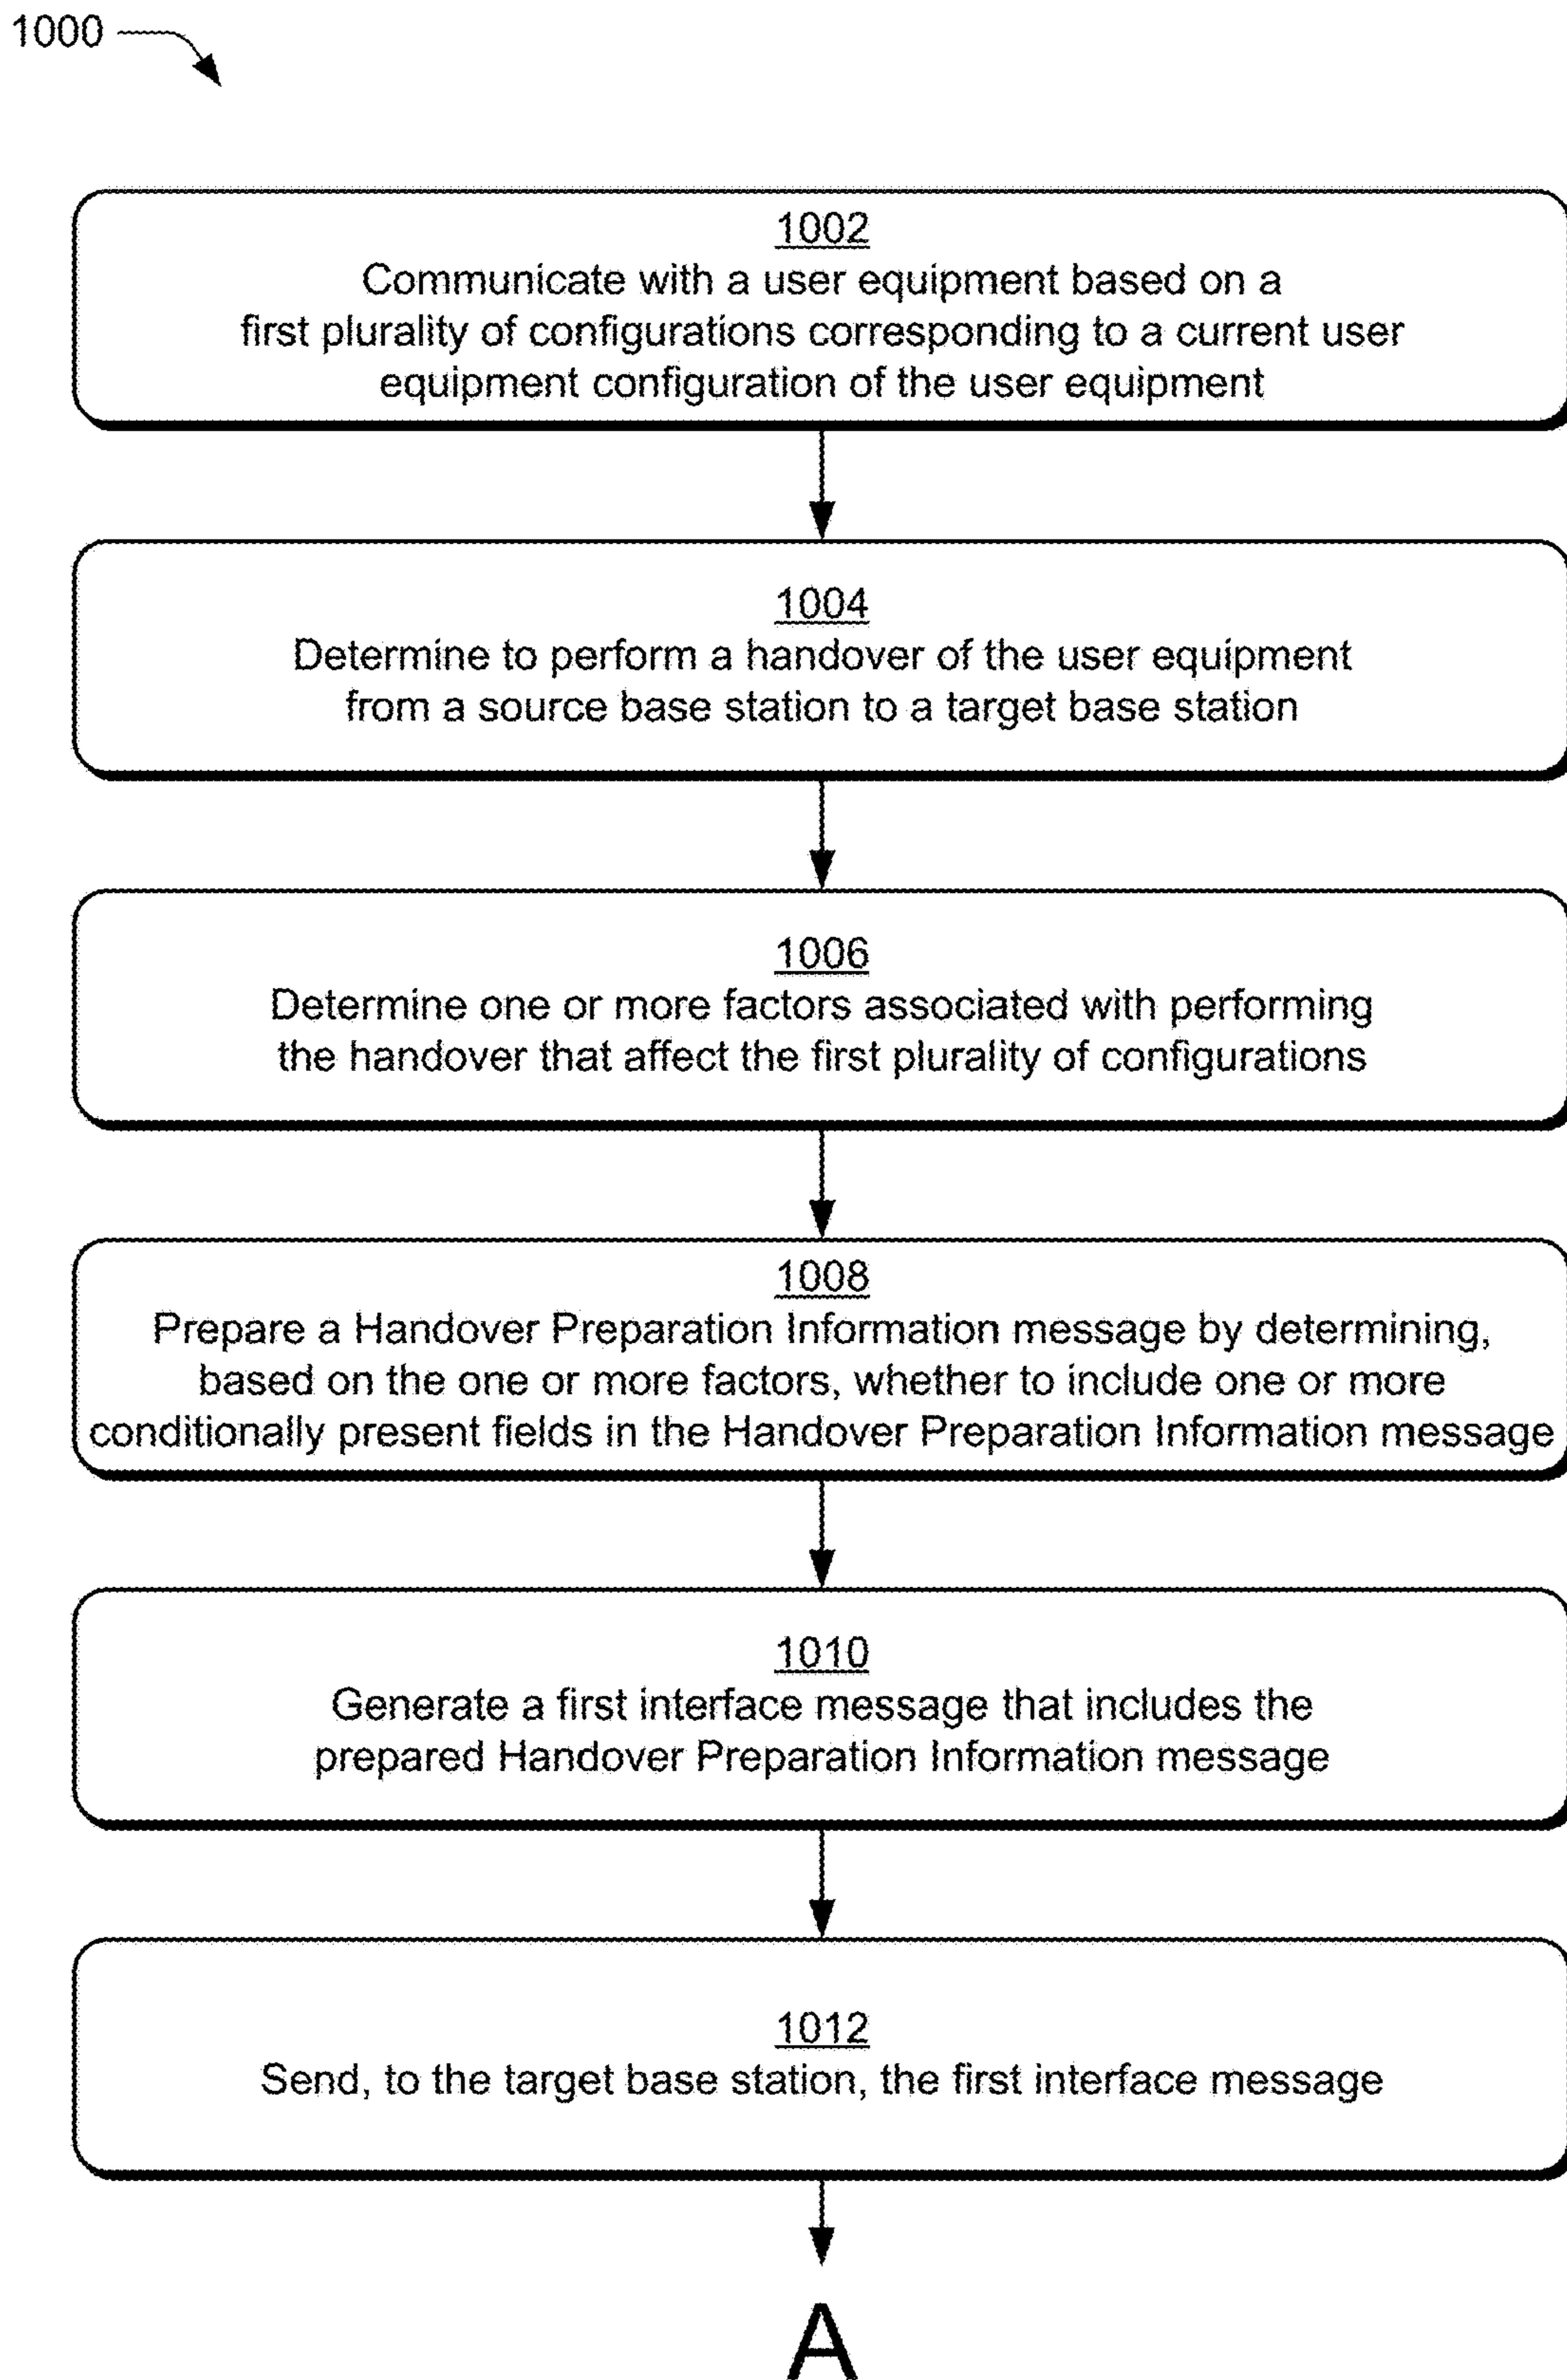 1000
1002
Communicate with a user equipment based on a
first plurality of configurations corresponding to a current user
equipment configuration of the user equipment
1004
Determine to perform a handover of the user equipment
from a source base station to a target base station
1006
Determine one or more factors associated with performing
the handover that affect the first plurality of configurations
1008
Prepare a Handover Preparation Information message by determining,
based on the one or more factors, whether to include one or more
conditionally present fields in the Handover Preparation Information message
1010
Generate a first interface message that includes the
prepared Handover Preparation Information message
1012
Send, to the target base station, the first interface message
A